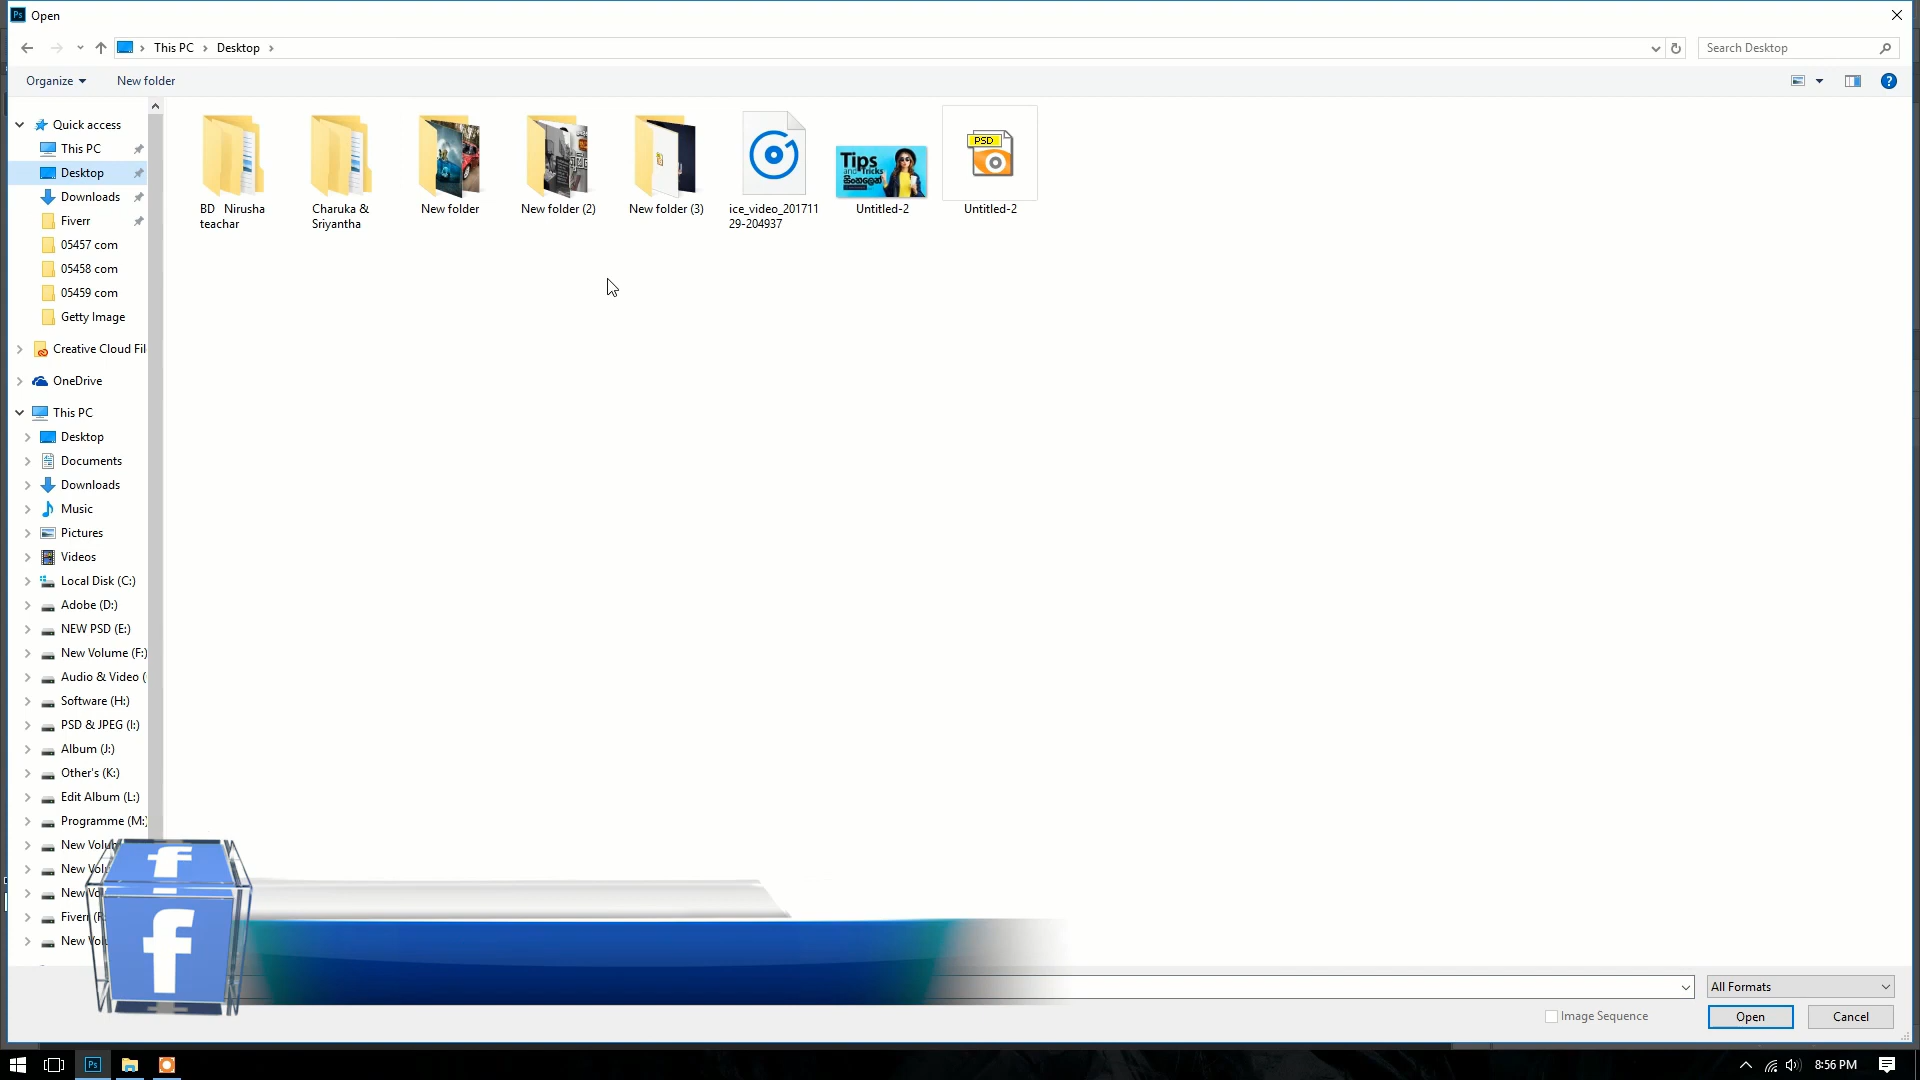 Ps Open
This PC > Desktop >
Search Desktop
Organize
New folder
Quick access
This PC
Desktop
Downloads
Fiverr
05457 com
05458 com
05459 com
Getty Image
Creative Cloud Fil
OneDrive
This PC
Desktop
Documents
Downloads
Music
Pictures
Videos
Local Disk (C:)
Adobe (D:)
NEW PSD (E:)
New Volume (F:)
Audio & Video (
Software (H:)
PSD & JPEG (I:)
Album (J:)
Other's (K:)
Edit Album (L:)
Programme (M:)
New Volu
New Vol
New Vo
Fiverr (
New Vol
BD Nirusha
teachar
Charuka &
Sriyantha
New folder
New folder (2)
New folder (3)
ice_video_201711
29-204937
Tips
and Tricks
සිංහලෙන්
Untitled-2
PSD
Untitled-2
f
f
All Formats
Image Sequence
Open
Cancel
Ps
8:56 PM